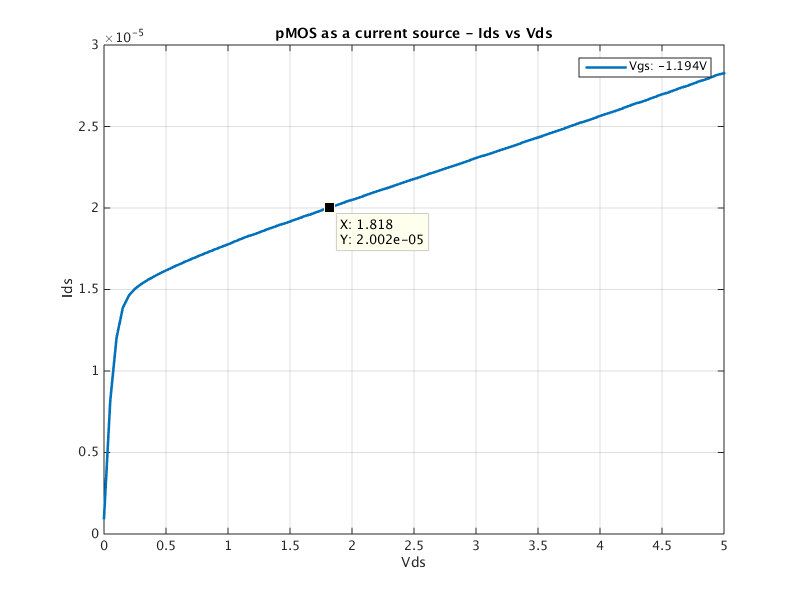 pMOS as a current source - Ids vs Vds
×10⁻⁵
3
2.5
2
1.5
1
0.5
0
Ids
Vgs: -1.194V
X: 1.818
Y: 2.002e-05
0 0.5 1 1.5 2 2.5 3 3.5 4 4.5 5
Vds